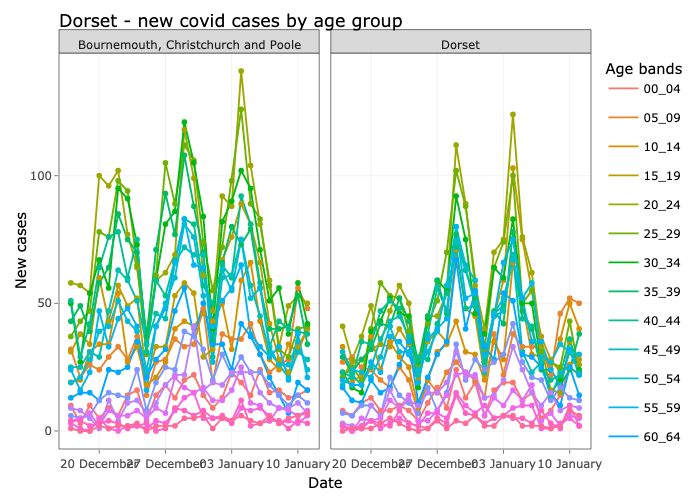 Dorset - new covid cases by age group
Bournemouth, Christchurch and Poole
Dorset
New cases
100
50
0
20 December
27 December
03 January
10 January
20 December
27 December
03 January
10 January
Date
Age bands
00_04
05_09
10_14
15_19
20_24
25_29
30_34
35_39
40_44
45_49
50_54
55_59
60_64